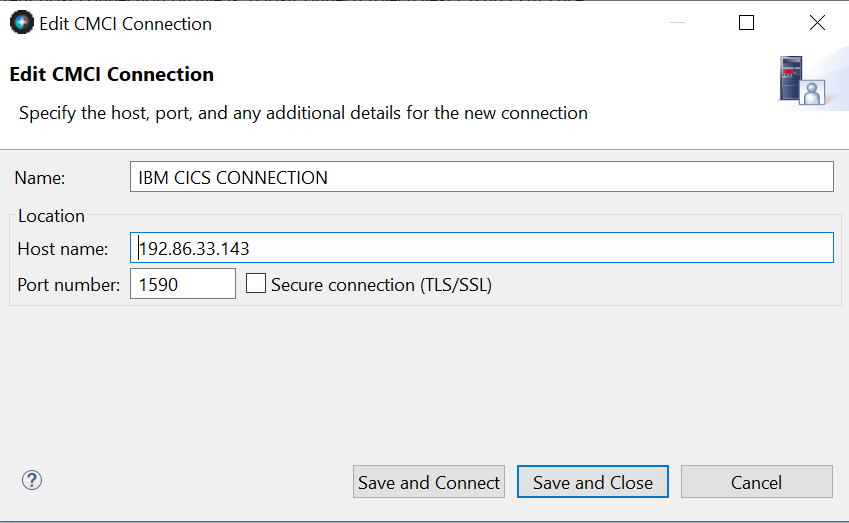 Edit CMCI Connection
Edit CMCI Connection
Specify the host, port, and any additional details for the new connection
Name: IBM CICS CONNECTION
Location
Host name: 192.86.33.143
Port number: 1590 Secure connection (TLS/SSL)
? Save and Connect Save and Close Cancel